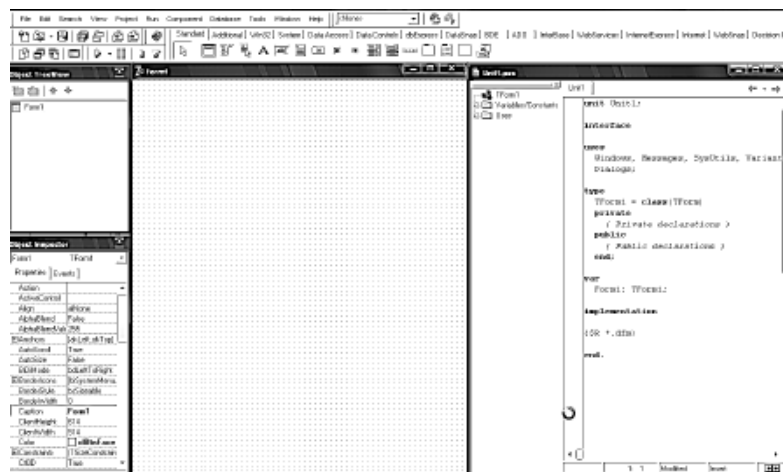 File Edit Search View Project Run Component Database Tools Window Help
Standard Additional Win32 System Data Access Data Controls dbExpress DataSnap BDE ADO InterBase WebServices InternetExpress Internet WebSnap Decision
Object TreeView
Form1
Form1
Unit1.pas
TForm1
Variables/Constants
Uses
Unit1
unit Unit1;
interface
uses
Windows, Messages, SysUtils, Variant
Dialogs;
type
TForm1 = class(TForm)
private
{ Private declarations }
public
{ Public declarations }
end;
var
Form1: TForm1;
implementation
{$R *.dfm}
end.
1: 1 Modified Insert
Object Inspector
Form1 TForm1
Properties Events
Action
ActiveControl
Align alNone
AlphaBlend False
AlphaBlendVal 255
Anchors [akLeft,akTop]
AutoScroll True
AutoSize False
BiDiMode bdLeftToRight
BorderIcons [biSystemMenu,
BorderStyle bsSizeable
BorderWidth 0
Caption Form1
ClientHeight 614
ClientWidth
Color clBtnFace
Constraints (TSizeConstrain
Ctl3D True